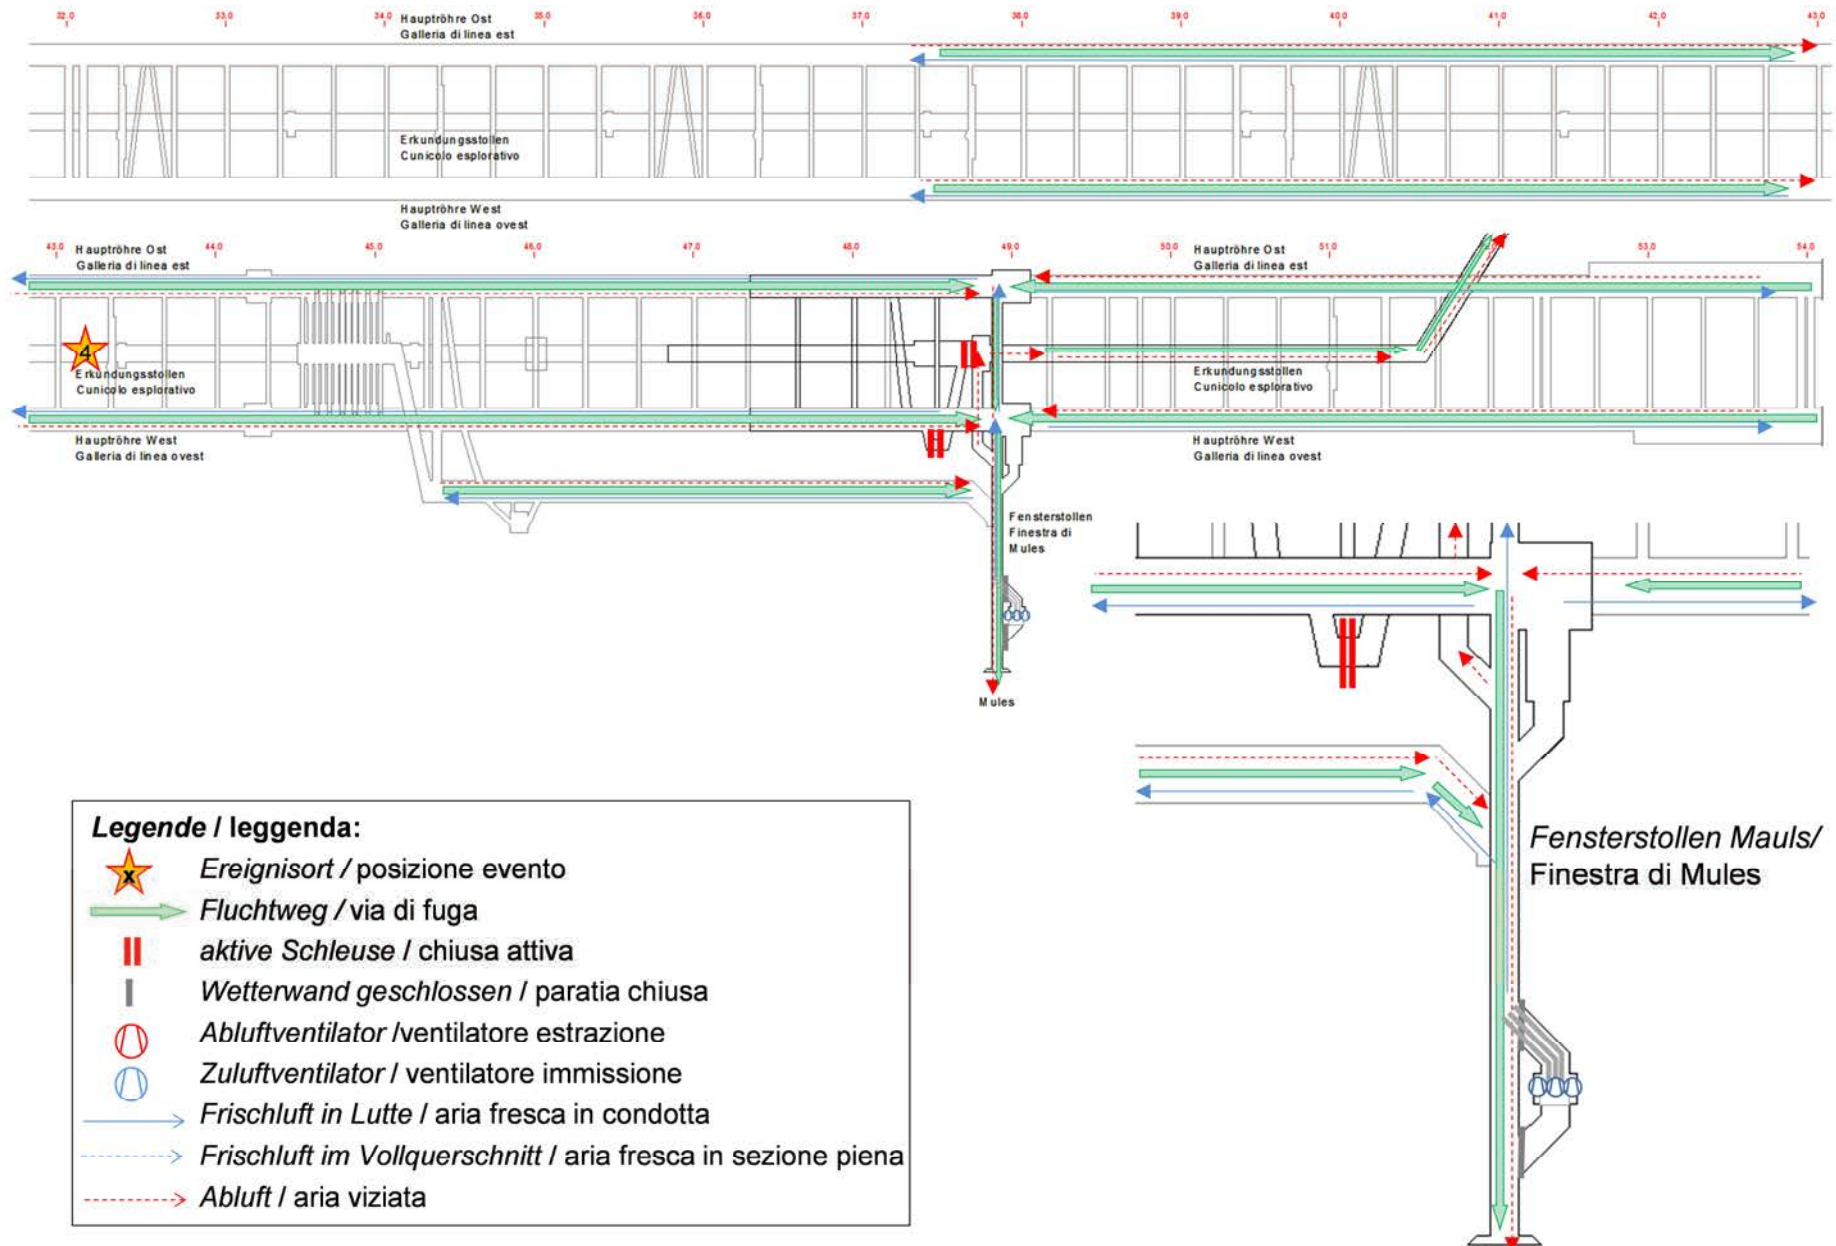 32.0 33.0 34.0 35.0 36.0 37.0 38.0 39.0 40.0 41.0 42.0 43.0
Hauptröhre Ost
Galleria di linea est
Erkundungsstollen
Cunicolo esplorativo
Hauptröhre West
Galleria di linea ovest
43.0 44.0 45.0 46.0 47.0 48.0 49.0 50.0 51.0 53.0 54.0
Hauptröhre Ost
Galleria di linea est
Hauptröhre Ost
Galleria di linea est
4
Erkundungsstollen
Cunicolo esplorativo
Erkundungsstollen
Cunicolo esplorativo
Hauptröhre West
Galleria di linea ovest
Hauptröhre West
Galleria di linea ovest
Fensterstollen
Finestra di
Mules
Mules
Fensterstollen Mauls/
Finestra di Mules
Legende / leggenda:
x Ereignisort / posizione evento
Fluchtweg / via di fuga
aktive Schleuse / chiusa attiva
Wetterwand geschlossen / paratia chiusa
Abluftventilator /ventilatore estrazione
Zuluftventilator / ventilatore immissione
Frischluft in Lutte / aria fresca in condotta
Frischluft im Vollquerschnitt / aria fresca in sezione piena
Abluft / aria viziata